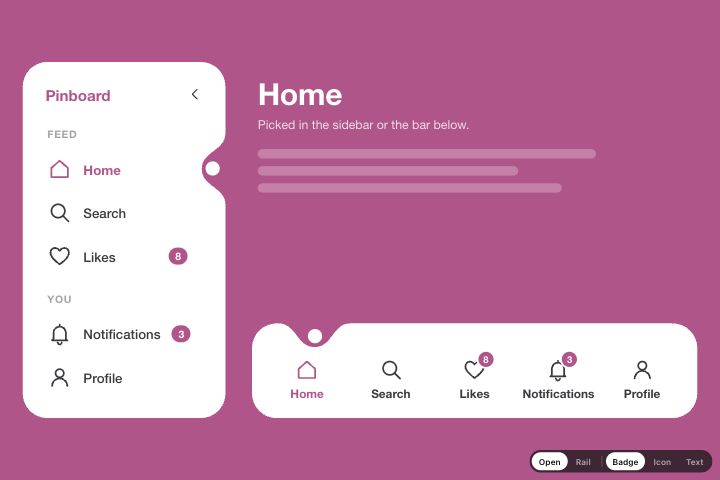 Pinboard
FEED
Home
Search
Likes 8
YOU
Notifications 3
Profile
Home
Picked in the sidebar or the bar below.
8 3
Home Search Likes Notifications Profile
Open Rail Badge Icon Text